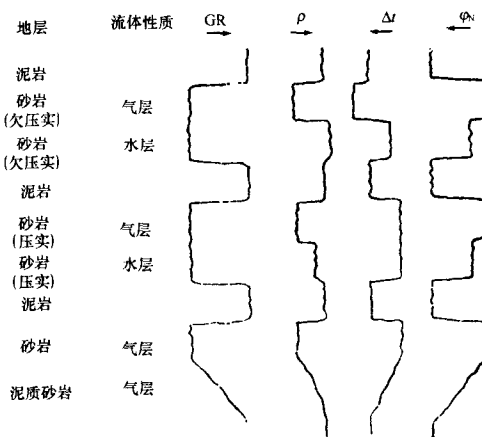 地层 流体性质 GR ρ Δt φN
泥岩
砂岩 气层
(欠压实)
砂岩 水层
(欠压实)
泥岩
砂岩 气层
(压实)
砂岩 水层
(压实)
泥岩
砂岩 气层
泥质砂岩 气层